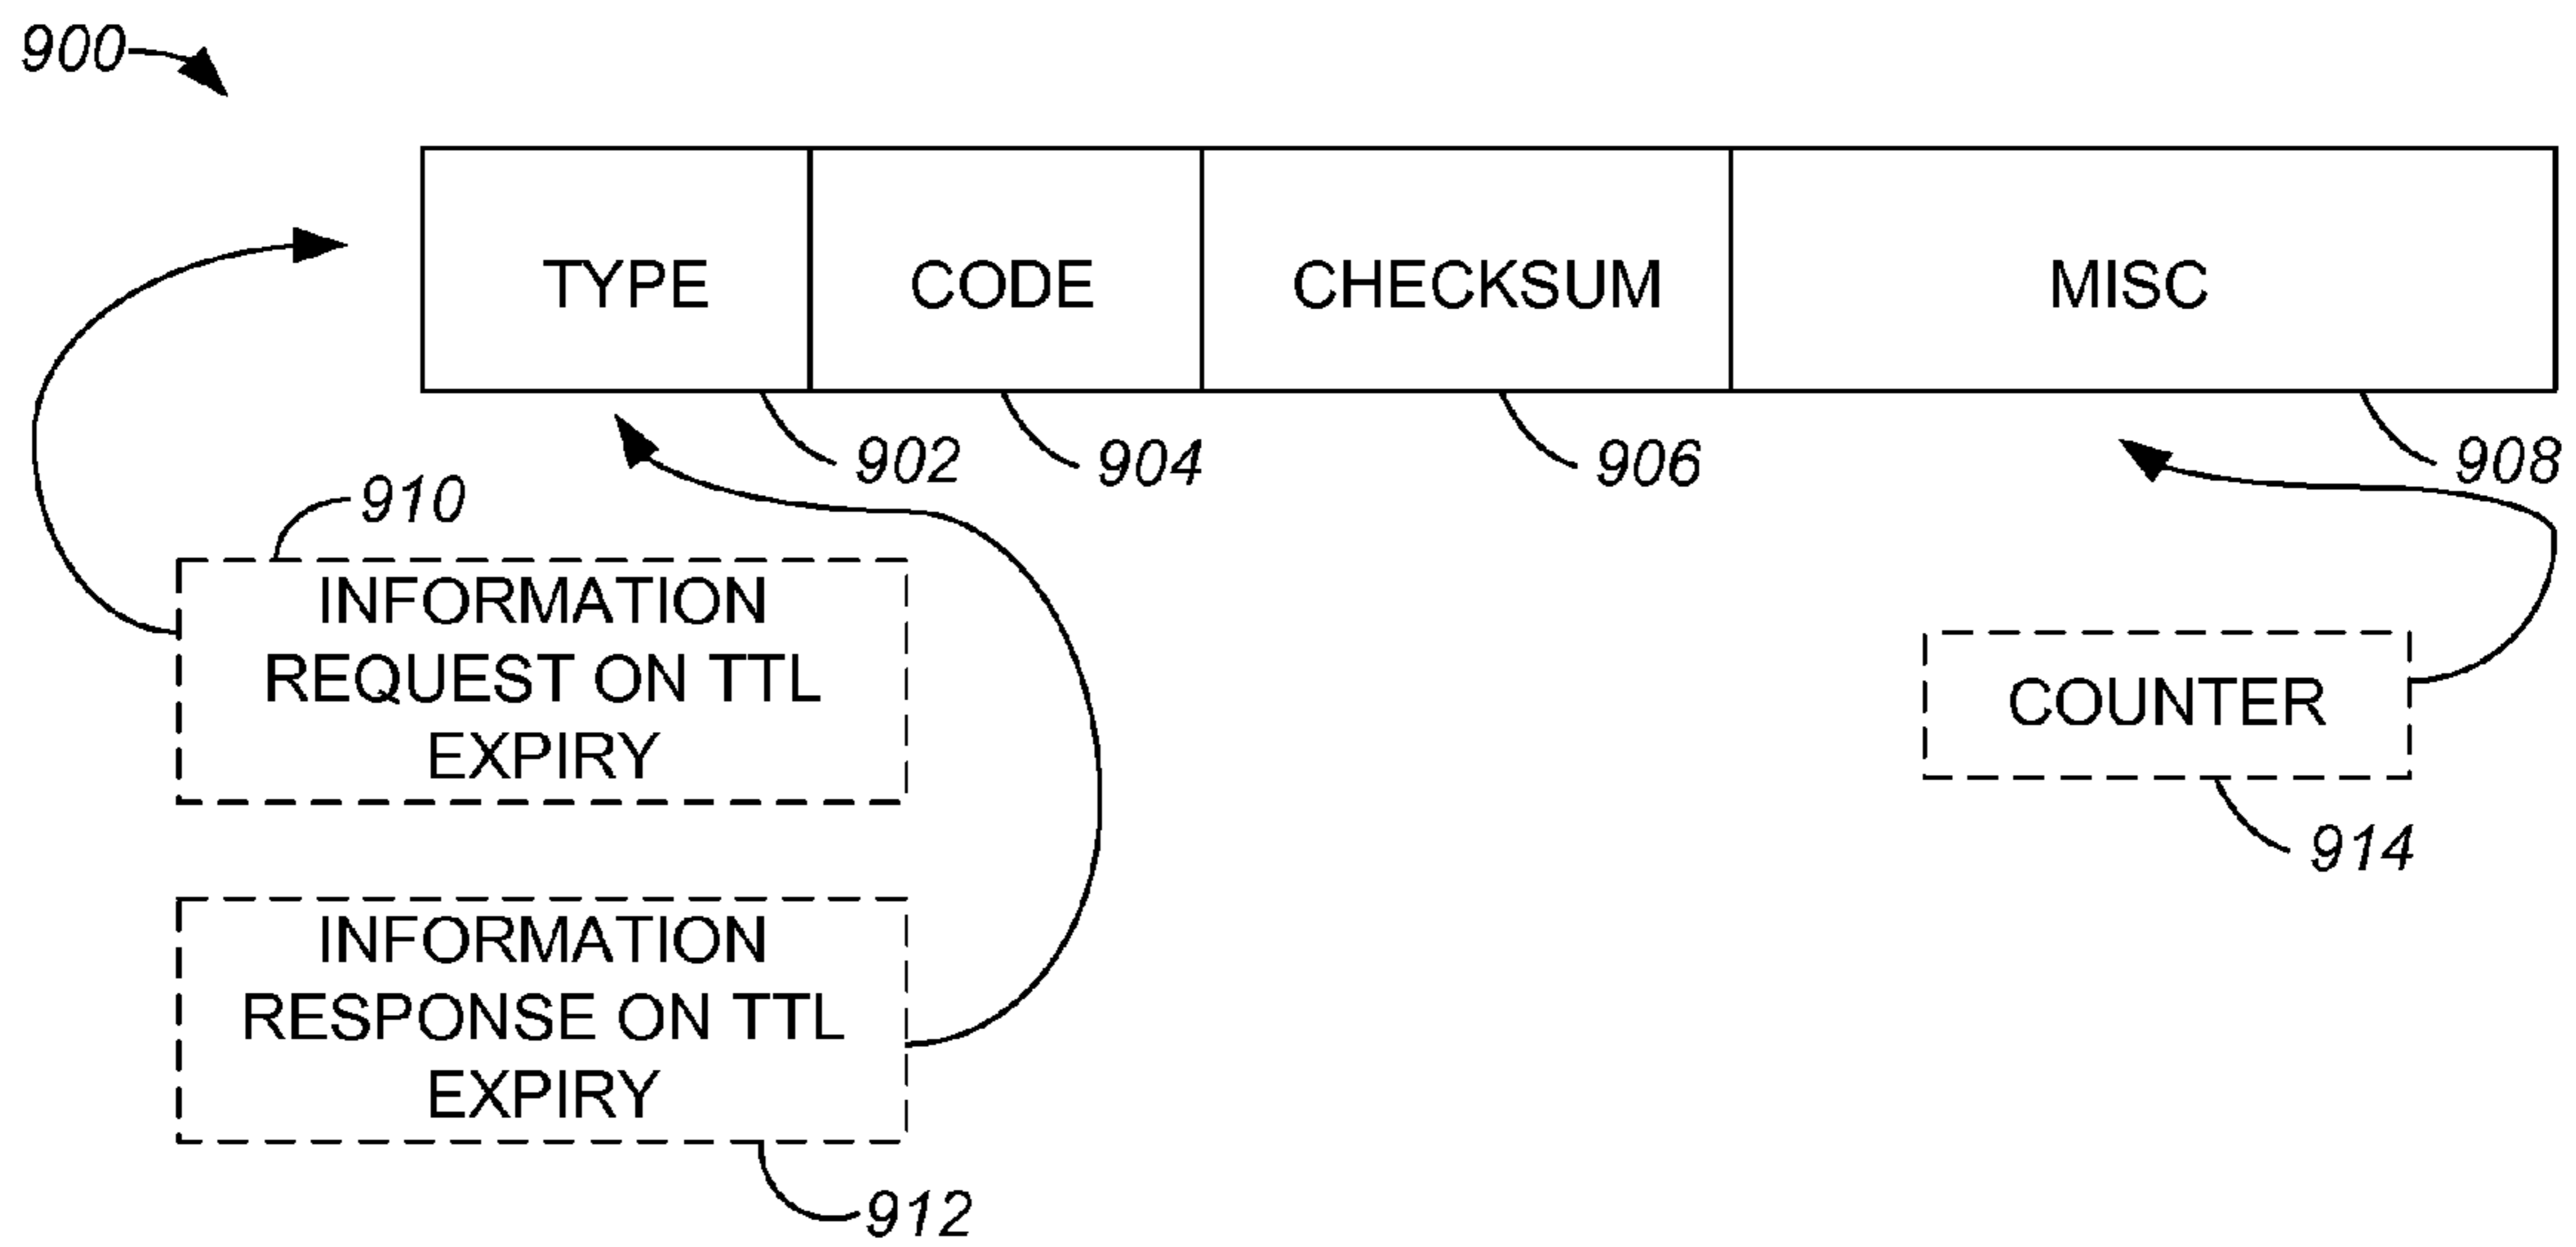 900
TYPE
CODE
CHECKSUM
MISC
902
904
906
908
910
INFORMATION
REQUEST ON TTL
EXPIRY
COUNTER
914
INFORMATION
RESPONSE ON TTL
EXPIRY
912